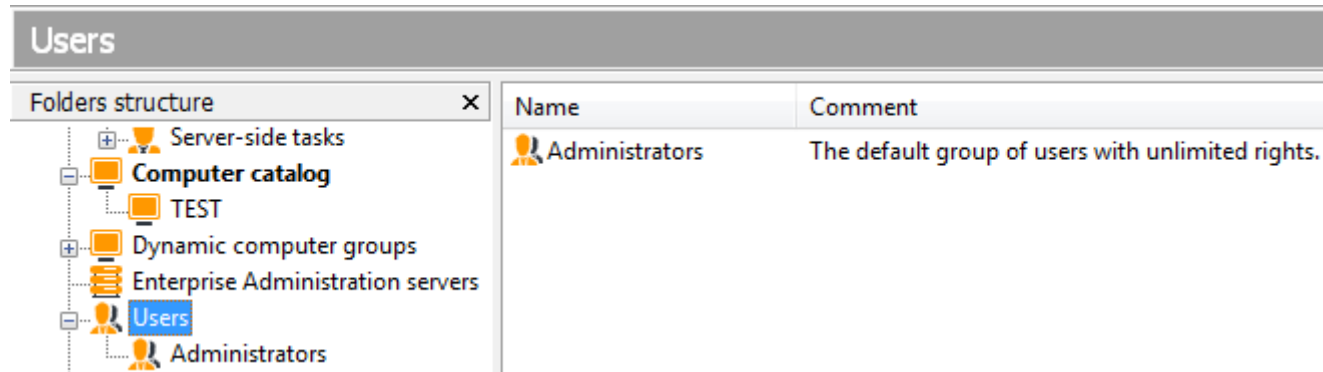 Users
Folders structure
Server-side tasks
Computer catalog
TEST
Dynamic computer groups
Enterprise Administration servers
Users
Administrators
Name Comment
Administrators The default group of users with unlimited rights.